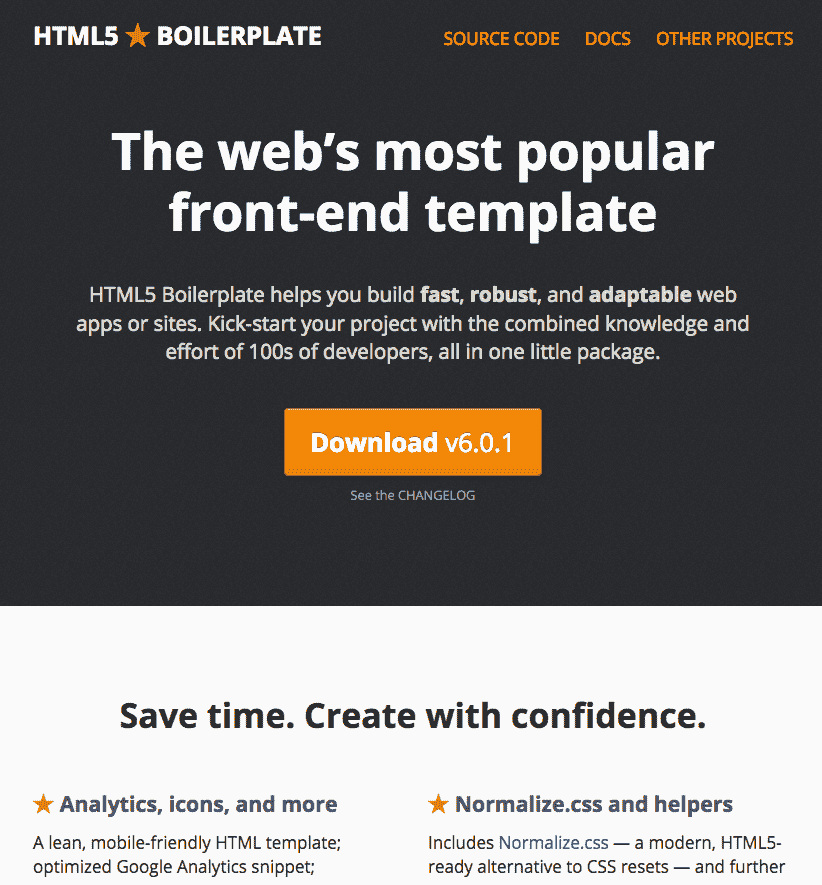 HTML5 ★ BOILERPLATE
SOURCE CODE DOCS OTHER PROJECTS
The web’s most popular
front-end template
HTML5 Boilerplate helps you build fast, robust, and adaptable web
apps or sites. Kick-start your project with the combined knowledge and
effort of 100s of developers, all in one little package.
Download v6.0.1
See the CHANGELOG
Save time. Create with confidence.
★ Analytics, icons, and more
A lean, mobile-friendly HTML template;
optimized Google Analytics snippet;
★ Normalize.css and helpers
Includes Normalize.css — a modern, HTML5-
ready alternative to CSS resets — and further